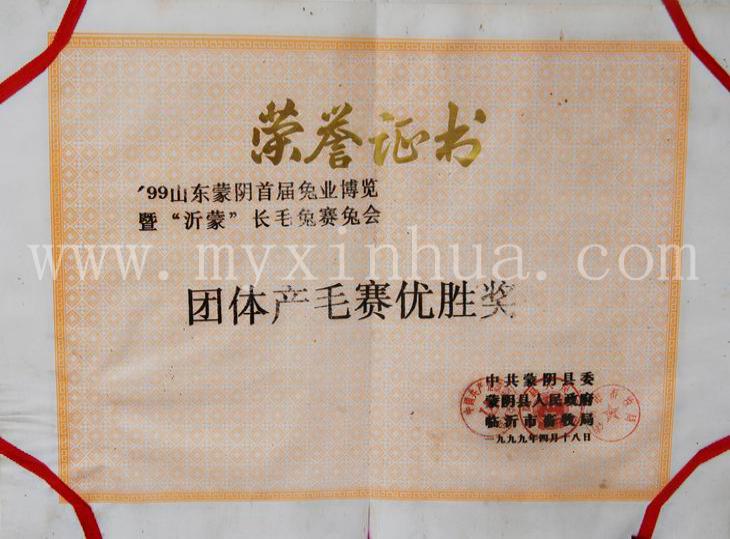 荣誉证书
'99山东蒙阴首届兔业博览
暨“沂蒙”长毛兔赛兔会
www.myxinhua.com
团体产毛赛优胜奖
中共蒙阴县委
蒙阴县人民政府
临沂市畜牧局
一九九九年四月十八日